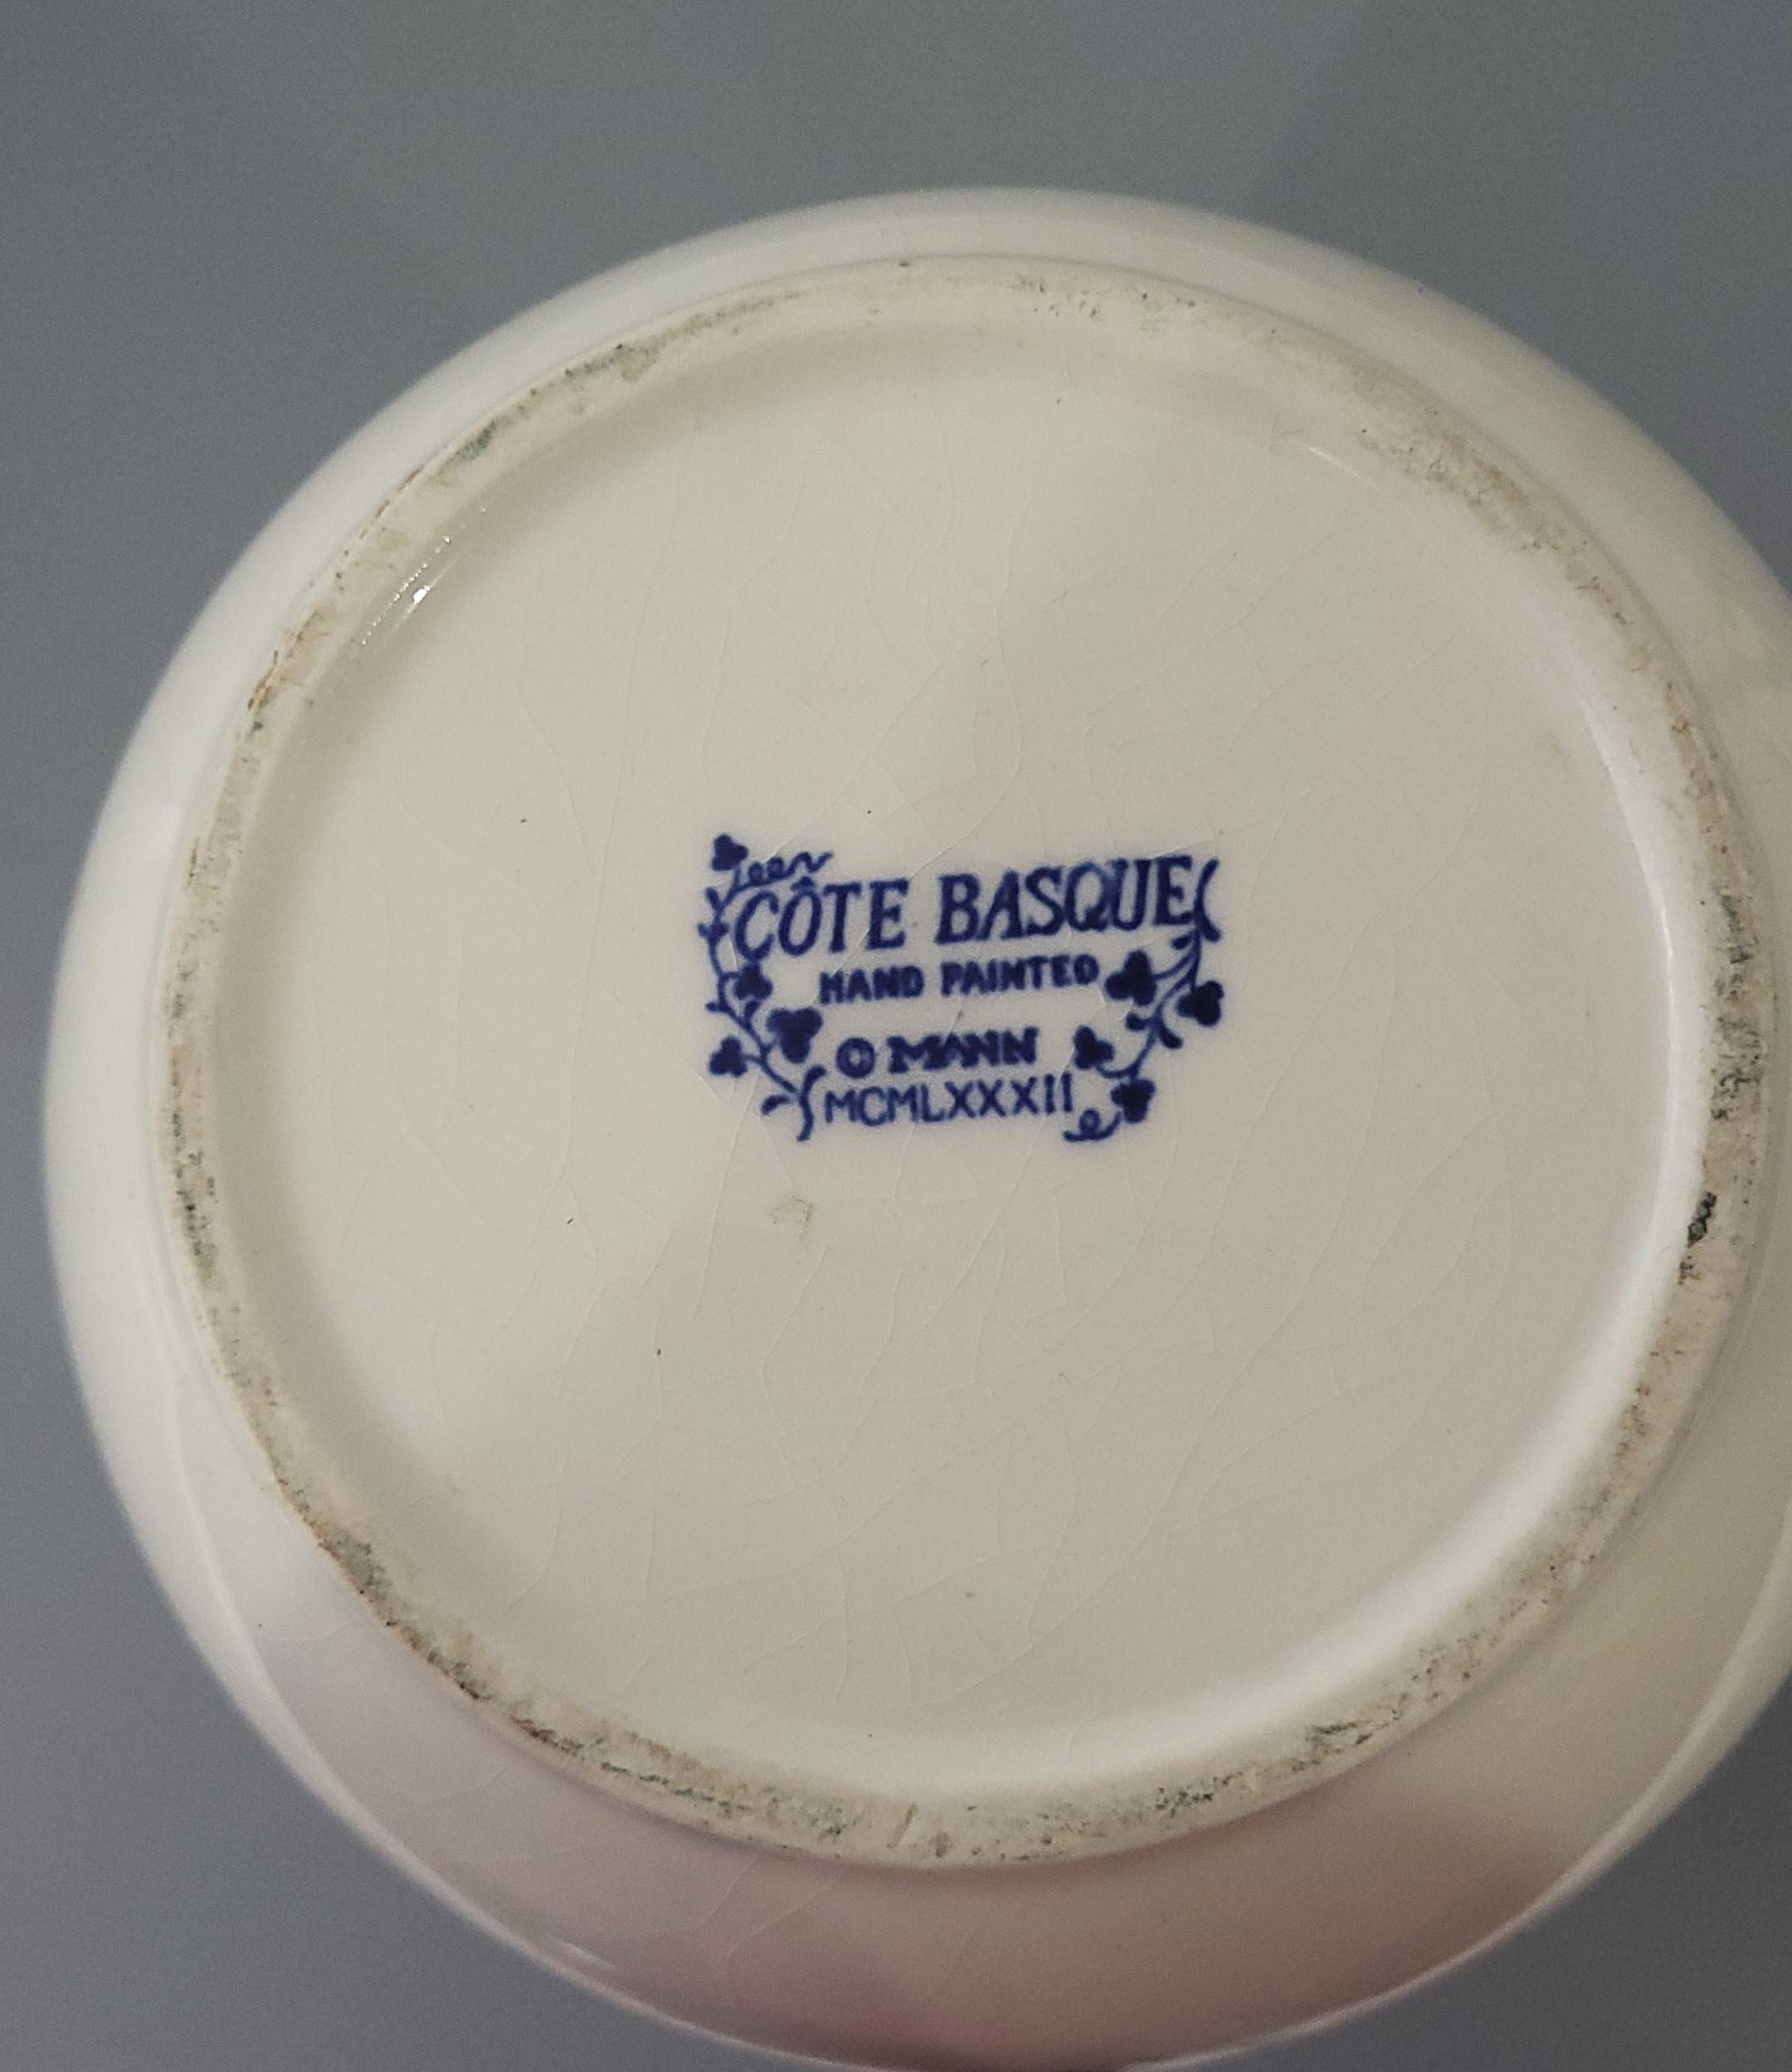 CÔTE BASQUE
HAND PAINTED
© MANN
MCMLXXXII